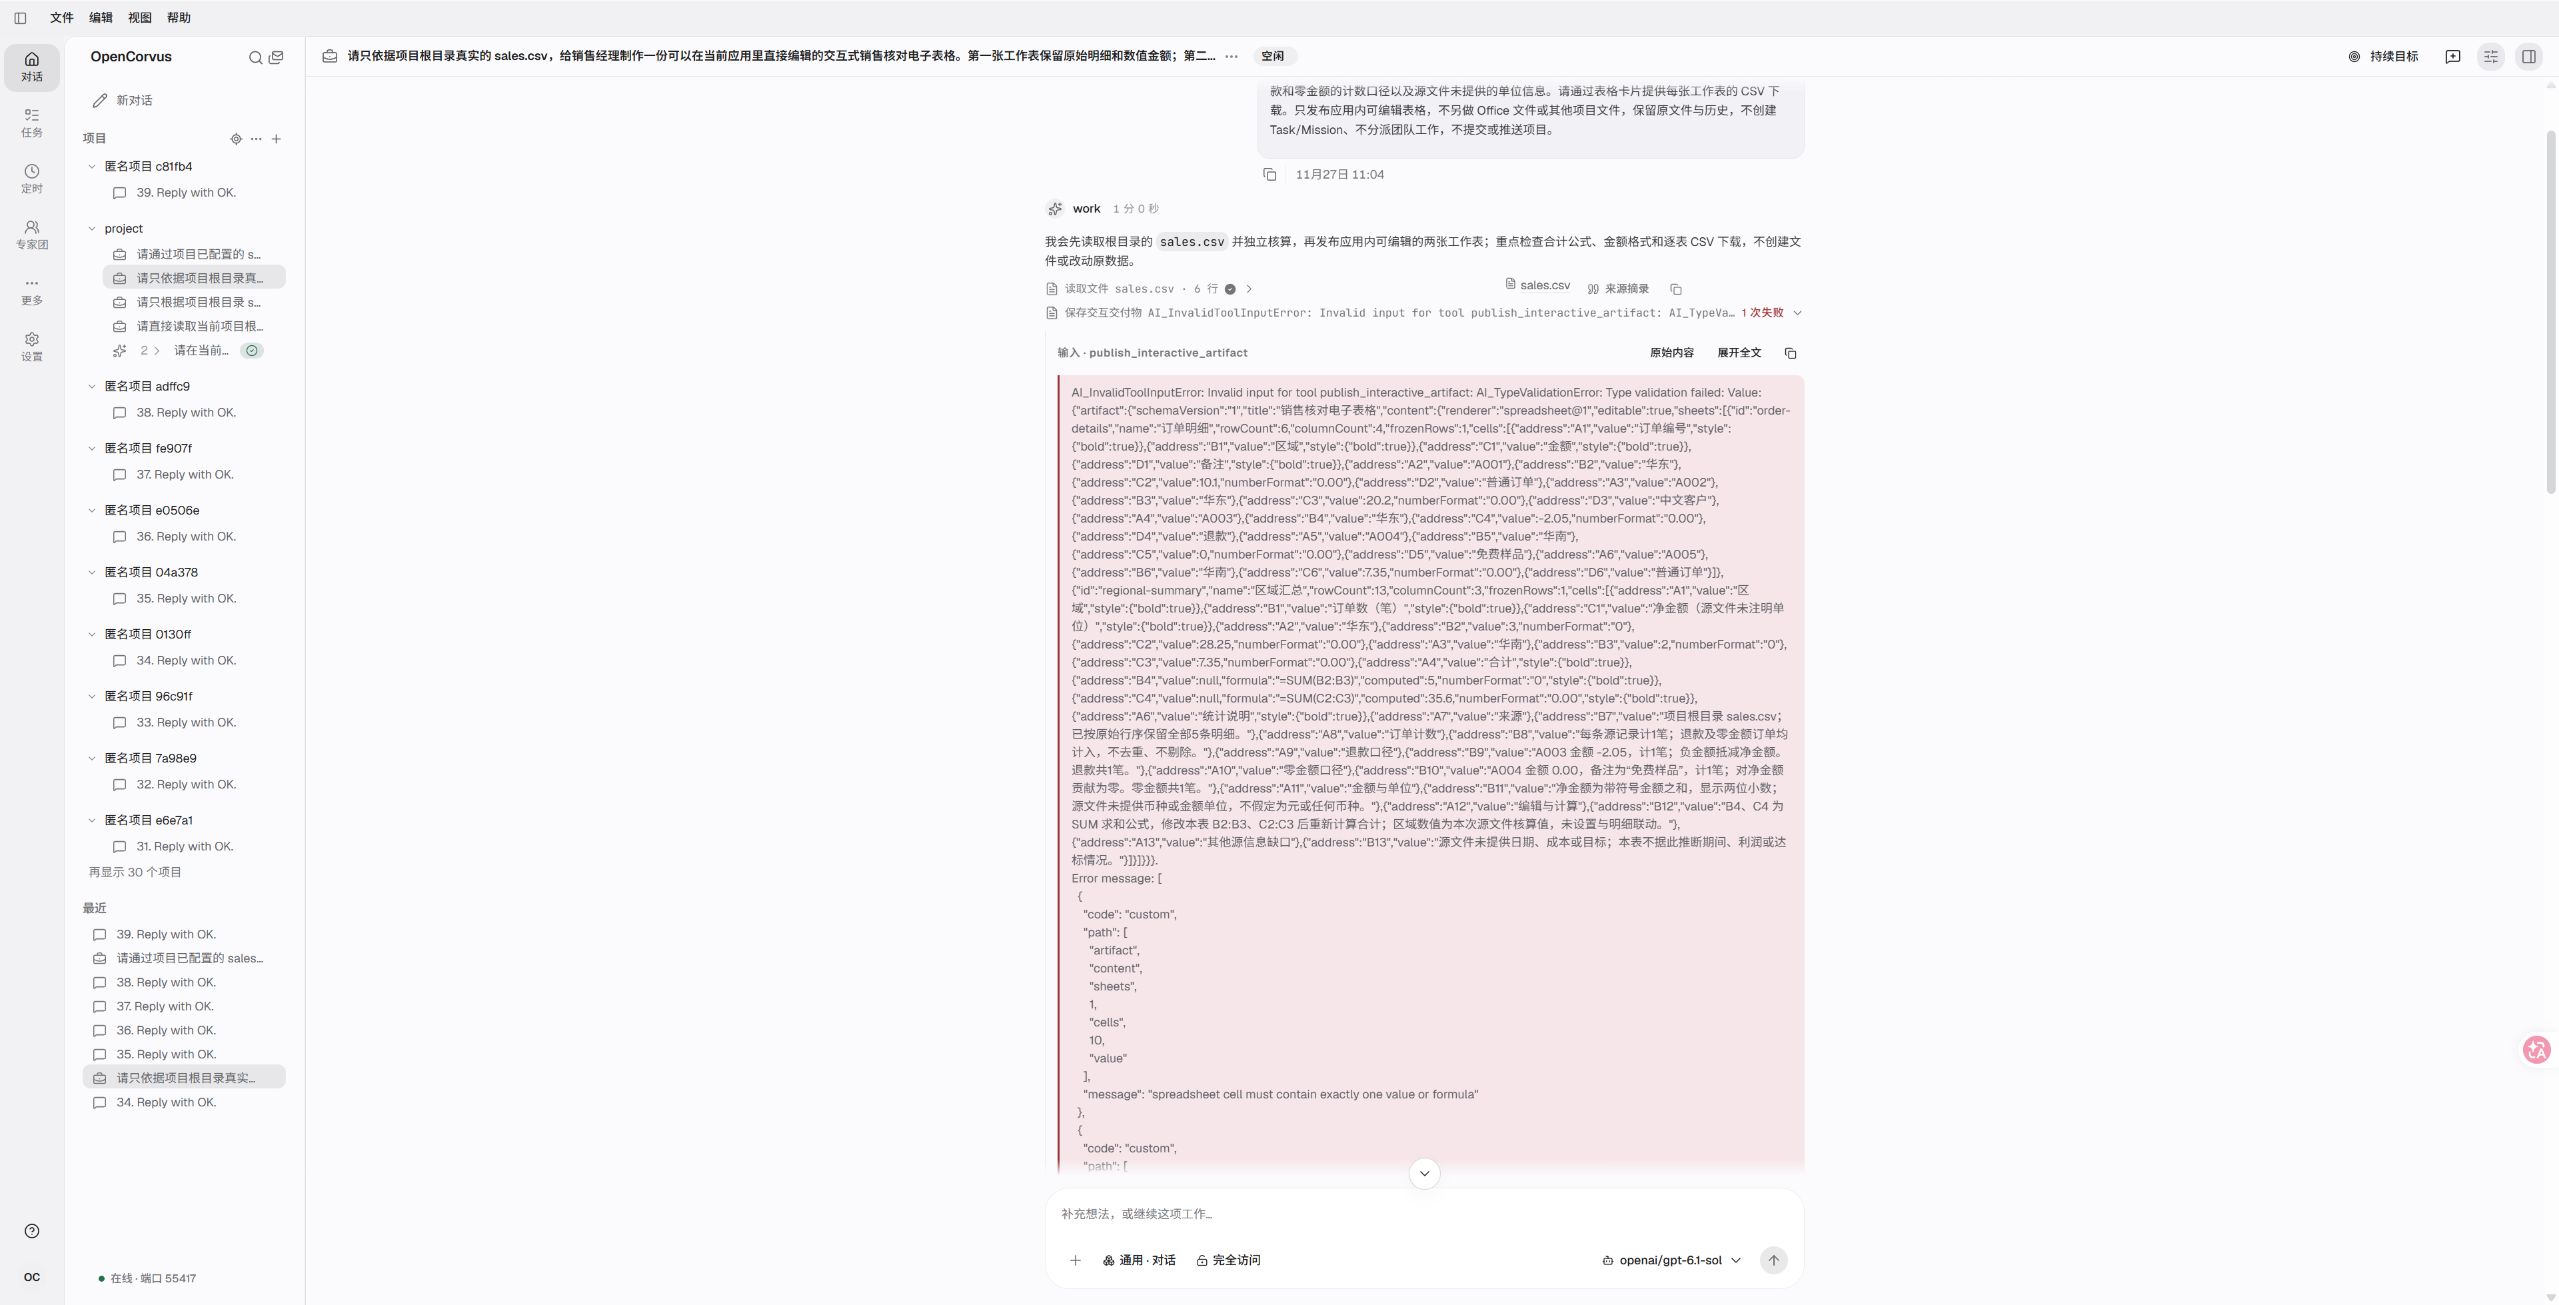 文件 编辑 视图 帮助
对话
任务
定时
专家团
更多
设置
OC
OpenCorvus
新对话
项目
匿名项目 c81fb4
39. Reply with OK.
project
请通过项目已配置的 s...
请只依据项目根目录真...
请只根据项目根目录 s...
请直接读取当前项目根...
2 请在当前...
匿名项目 adffc9
38. Reply with OK.
匿名项目 fe907f
37. Reply with OK.
匿名项目 e0506e
36. Reply with OK.
匿名项目 04a378
35. Reply with OK.
匿名项目 0130ff
34. Reply with OK.
匿名项目 96c91f
33. Reply with OK.
匿名项目 7a98e9
32. Reply with OK.
匿名项目 e6e7a1
31. Reply with OK.
再显示 30 个项目
最近
39. Reply with OK.
请通过项目已配置的 sales...
38. Reply with OK.
37. Reply with OK.
36. Reply with OK.
35. Reply with OK.
请只依据项目根目录真实...
34. Reply with OK.
在线 · 端口 55417
请只依据项目根目录真实的 sales.csv，给销售经理制作一份可以在当前应用里直接编辑的交互式销售核对电子表格。第一张工作表保留原始明细和数值金额；第二... ··· 空闲
持续目标
款和零金额的计数口径以及源文件未提供的单位信息。请通过表格卡片提供每张工作表的 CSV 下
载。只发布应用内可编辑表格，不另做 Office 文件或其他项目文件，保留原文件与历史，不创建
Task/Mission、不分派团队工作，不提交或推送项目。
11月27日 11:04
work 1 分 0 秒
我会先读取根目录的 sales.csv 并独立核算，再发布应用内可编辑的两张工作表；重点检查合计公式、金额格式和逐表 CSV 下载，不创建文
件或改动原数据。
读取文件 sales.csv · 6 行 sales.csv 来源摘录
保存交互交付物 AI_InvalidToolInputError: Invalid input for tool publish_interactive_artifact: AI_TypeVa… 1 次失败
输入 · publish_interactive_artifact 原始内容 展开全文
AI_InvalidToolInputError: Invalid input for tool publish_interactive_artifact: AI_TypeValidationError: Type validation failed: Value:
{"artifact":{"schemaVersion":"1","title":"销售核对电子表格","content":{"renderer":"spreadsheet@1","editable":true,"sheets":[{"id":"order-
details","name":"订单明细","rowCount":6,"columnCount":4,"frozenRows":1,"cells":[{"address":"A1","value":"订单编号","style":
{"bold":true}},{"address":"B1","value":"区域","style":{"bold":true}},{"address":"C1","value":"金额","style":{"bold":true}},
{"address":"D1","value":"备注","style":{"bold":true}},{"address":"A2","value":"A001"},{"address":"B2","value":"华东"},
{"address":"C2","value":10.1,"numberFormat":"0.00"},{"address":"D2","value":"普通订单"},{"address":"A3","value":"A002"},
{"address":"B3","value":"华东"},{"address":"C3","value":20.2,"numberFormat":"0.00"},{"address":"D3","value":"中文客户"},
{"address":"A4","value":"A003"},{"address":"B4","value":"华东"},{"address":"C4","value":-2.05,"numberFormat":"0.00"},
{"address":"D4","value":"退款"},{"address":"A5","value":"A004"},{"address":"B5","value":"华南"},
{"address":"C5","value":0,"numberFormat":"0.00"},{"address":"D5","value":"免费样品"},{"address":"A6","value":"A005"},
{"address":"B6","value":"华南"},{"address":"C6","value":7.35,"numberFormat":"0.00"},{"address":"D6","value":"普通订单"}]},
{"id":"regional-summary","name":"区域汇总","rowCount":13,"columnCount":3,"frozenRows":1,"cells":[{"address":"A1","value":"区
域","style":{"bold":true}},{"address":"B1","value":"订单数（笔）","style":{"bold":true}},{"address":"C1","value":"净金额（源文件未注明单
位）","style":{"bold":true}},{"address":"A2","value":"华东"},{"address":"B2","value":3,"numberFormat":"0"},
{"address":"C2","value":28.25,"numberFormat":"0.00"},{"address":"A3","value":"华南"},{"address":"B3","value":2,"numberFormat":"0"},
{"address":"C3","value":7.35,"numberFormat":"0.00"},{"address":"A4","value":"合计","style":{"bold":true}},
{"address":"B4","value":null,"formula":"=SUM(B2:B3)","computed":5,"numberFormat":"0","style":{"bold":true}},
{"address":"C4","value":null,"formula":"=SUM(C2:C3)","computed":35.6,"numberFormat":"0.00","style":{"bold":true}},
{"address":"A6","value":"统计说明","style":{"bold":true}},{"address":"A7","value":"来源"},{"address":"B7","value":"项目根目录 sales.csv；
已按原始行序保留全部5条明细。"},{"address":"A8","value":"订单计数"},{"address":"B8","value":"每条源记录计1笔；退款及零金额订单均
计入，不去重、不剔除。"},{"address":"A9","value":"退款口径"},{"address":"B9","value":"A003 金额 -2.05，计1笔；负金额抵减净金额。
退款共1笔。"},{"address":"A10","value":"零金额口径"},{"address":"B10","value":"A004 金额 0.00，备注为“免费样品”，计1笔；对净金额
贡献为零。零金额共1笔。"},{"address":"A11","value":"金额与单位"},{"address":"B11","value":"净金额为带符号金额之和，显示两位小数；
源文件未提供币种或金额单位，不假定为元或任何币种。"},{"address":"A12","value":"编辑与计算"},{"address":"B12","value":"B4、C4 为
SUM 求和公式，修改本表 B2:B3、C2:C3 后重新计算合计；区域数值为本次源文件核算值，未设置与明细联动。"},
{"address":"A13","value":"其他源信息缺口"},{"address":"B13","value":"源文件未提供日期、成本或目标；本表不据此推断期间、利润或达
标情况。"}]}]}}}.
Error message: [
{
"code": "custom",
"path": [
"artifact",
"content",
"sheets",
1,
"cells",
10,
"value"
],
"message": "spreadsheet cell must contain exactly one value or formula"
},
{
"code": "custom",
"path": [
补充想法，或继续这项工作...
通用 · 对话 完全访问 openai/gpt-6.1-sol